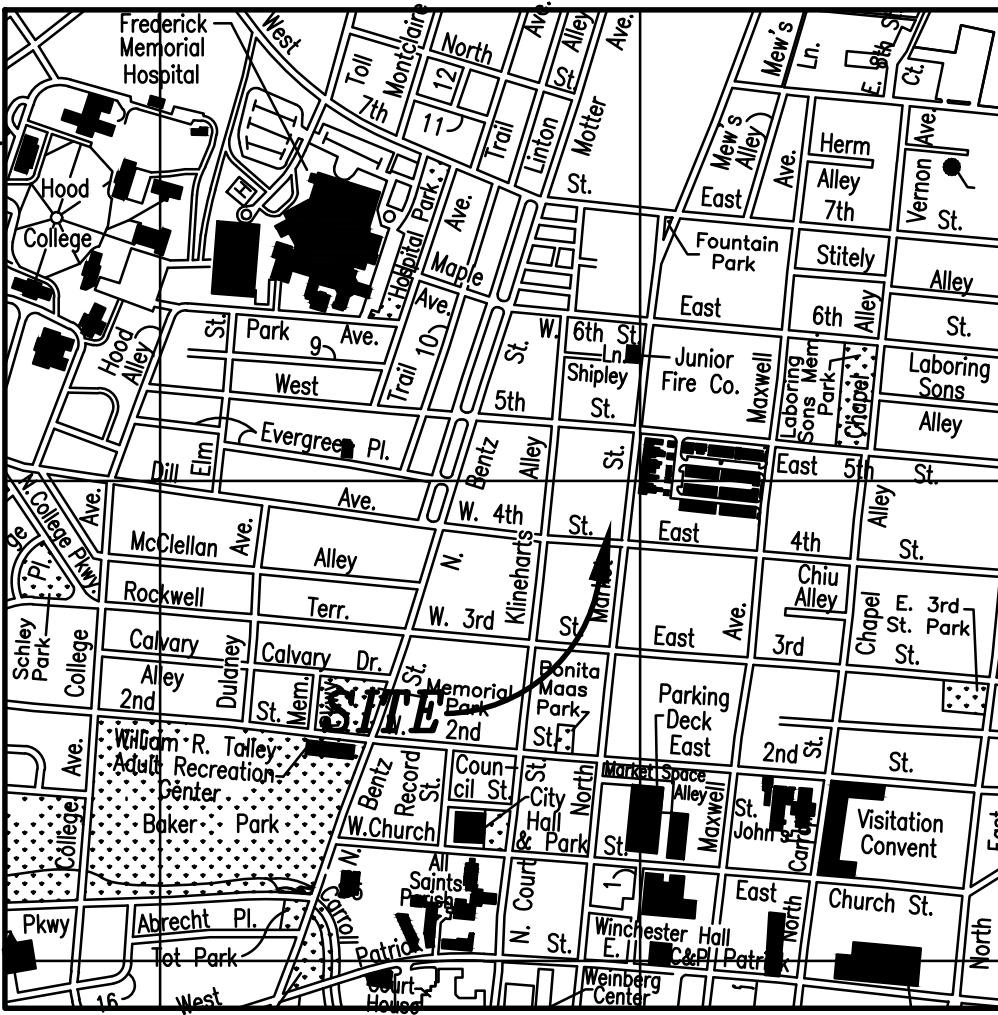 Frederick
Memorial
Hospital
West
Toll
7th
Montclaire
North
12
11
Ave.
Alley
St
Ave.
Trail
Linton
Motter
St.
Mew's
Ln.
E. 8th St.
Ct.
Mew's
Alley
Ave.
Herm
Alley
7th
Vernon
Ave.
East
St.
Hood
College
H
Hospital Park
Ave.
Maple
Ave.
Fountain
Park
Stitely
Alley
East
6th
Alley
St.
Hood
Alley
St.
Park
Ave.
9
West
Trail
10
St.
W.
6th St.
Ln.
Shipley
5th
St.
Junior
Fire Co.
Maxwell
Laboring
Sons Mem.
Park
Chapel
Laboring
Sons
Alley
Evergreen
Pl.
Dill
Elm
Ave.
Bentz
Alley
St.
East
5th
St.
N. College Pkwy
Ave.
W. 4th
St.
East
4th
Alley
St.
McClellan
Ave.
Alley
Pl.
Rockwell
Terr.
N.
Kineharts
Market
W. 3rd
St.
East
Ave.
3rd
Chiu
Alley
Chapel
St.
E. 3rd
St. Park
Schley
Park
College
Calvary
Alley
2nd
Dulaney
Calvary
Dr.
St.
Mem.
Pkwy
SITE
N.
St.
Memorial
Park
2nd
Bonita
Maas
Park
St.
Parking
Deck
East
2nd
St.
St.
Ave.
William R. Talley
Adult Recreation
Center
Baker Park
College
Bentz
Record
St.
Coun-
cil St.
City
Hall
& Park
St.
North
W.Church
St.
Market Space
Alley
Maxwell
St.
John's
Carroll
Visitation
Convent
East
N.
Carroll
All
Saints
Parish
N. Court
St.
1
East
North
Church St.
North
Winchester Hall
E.
C&P
Patrick
Pkwy
Abrecht Pl.
Tot Park
Patrick
Court
House
Weinberg
Center
16
West